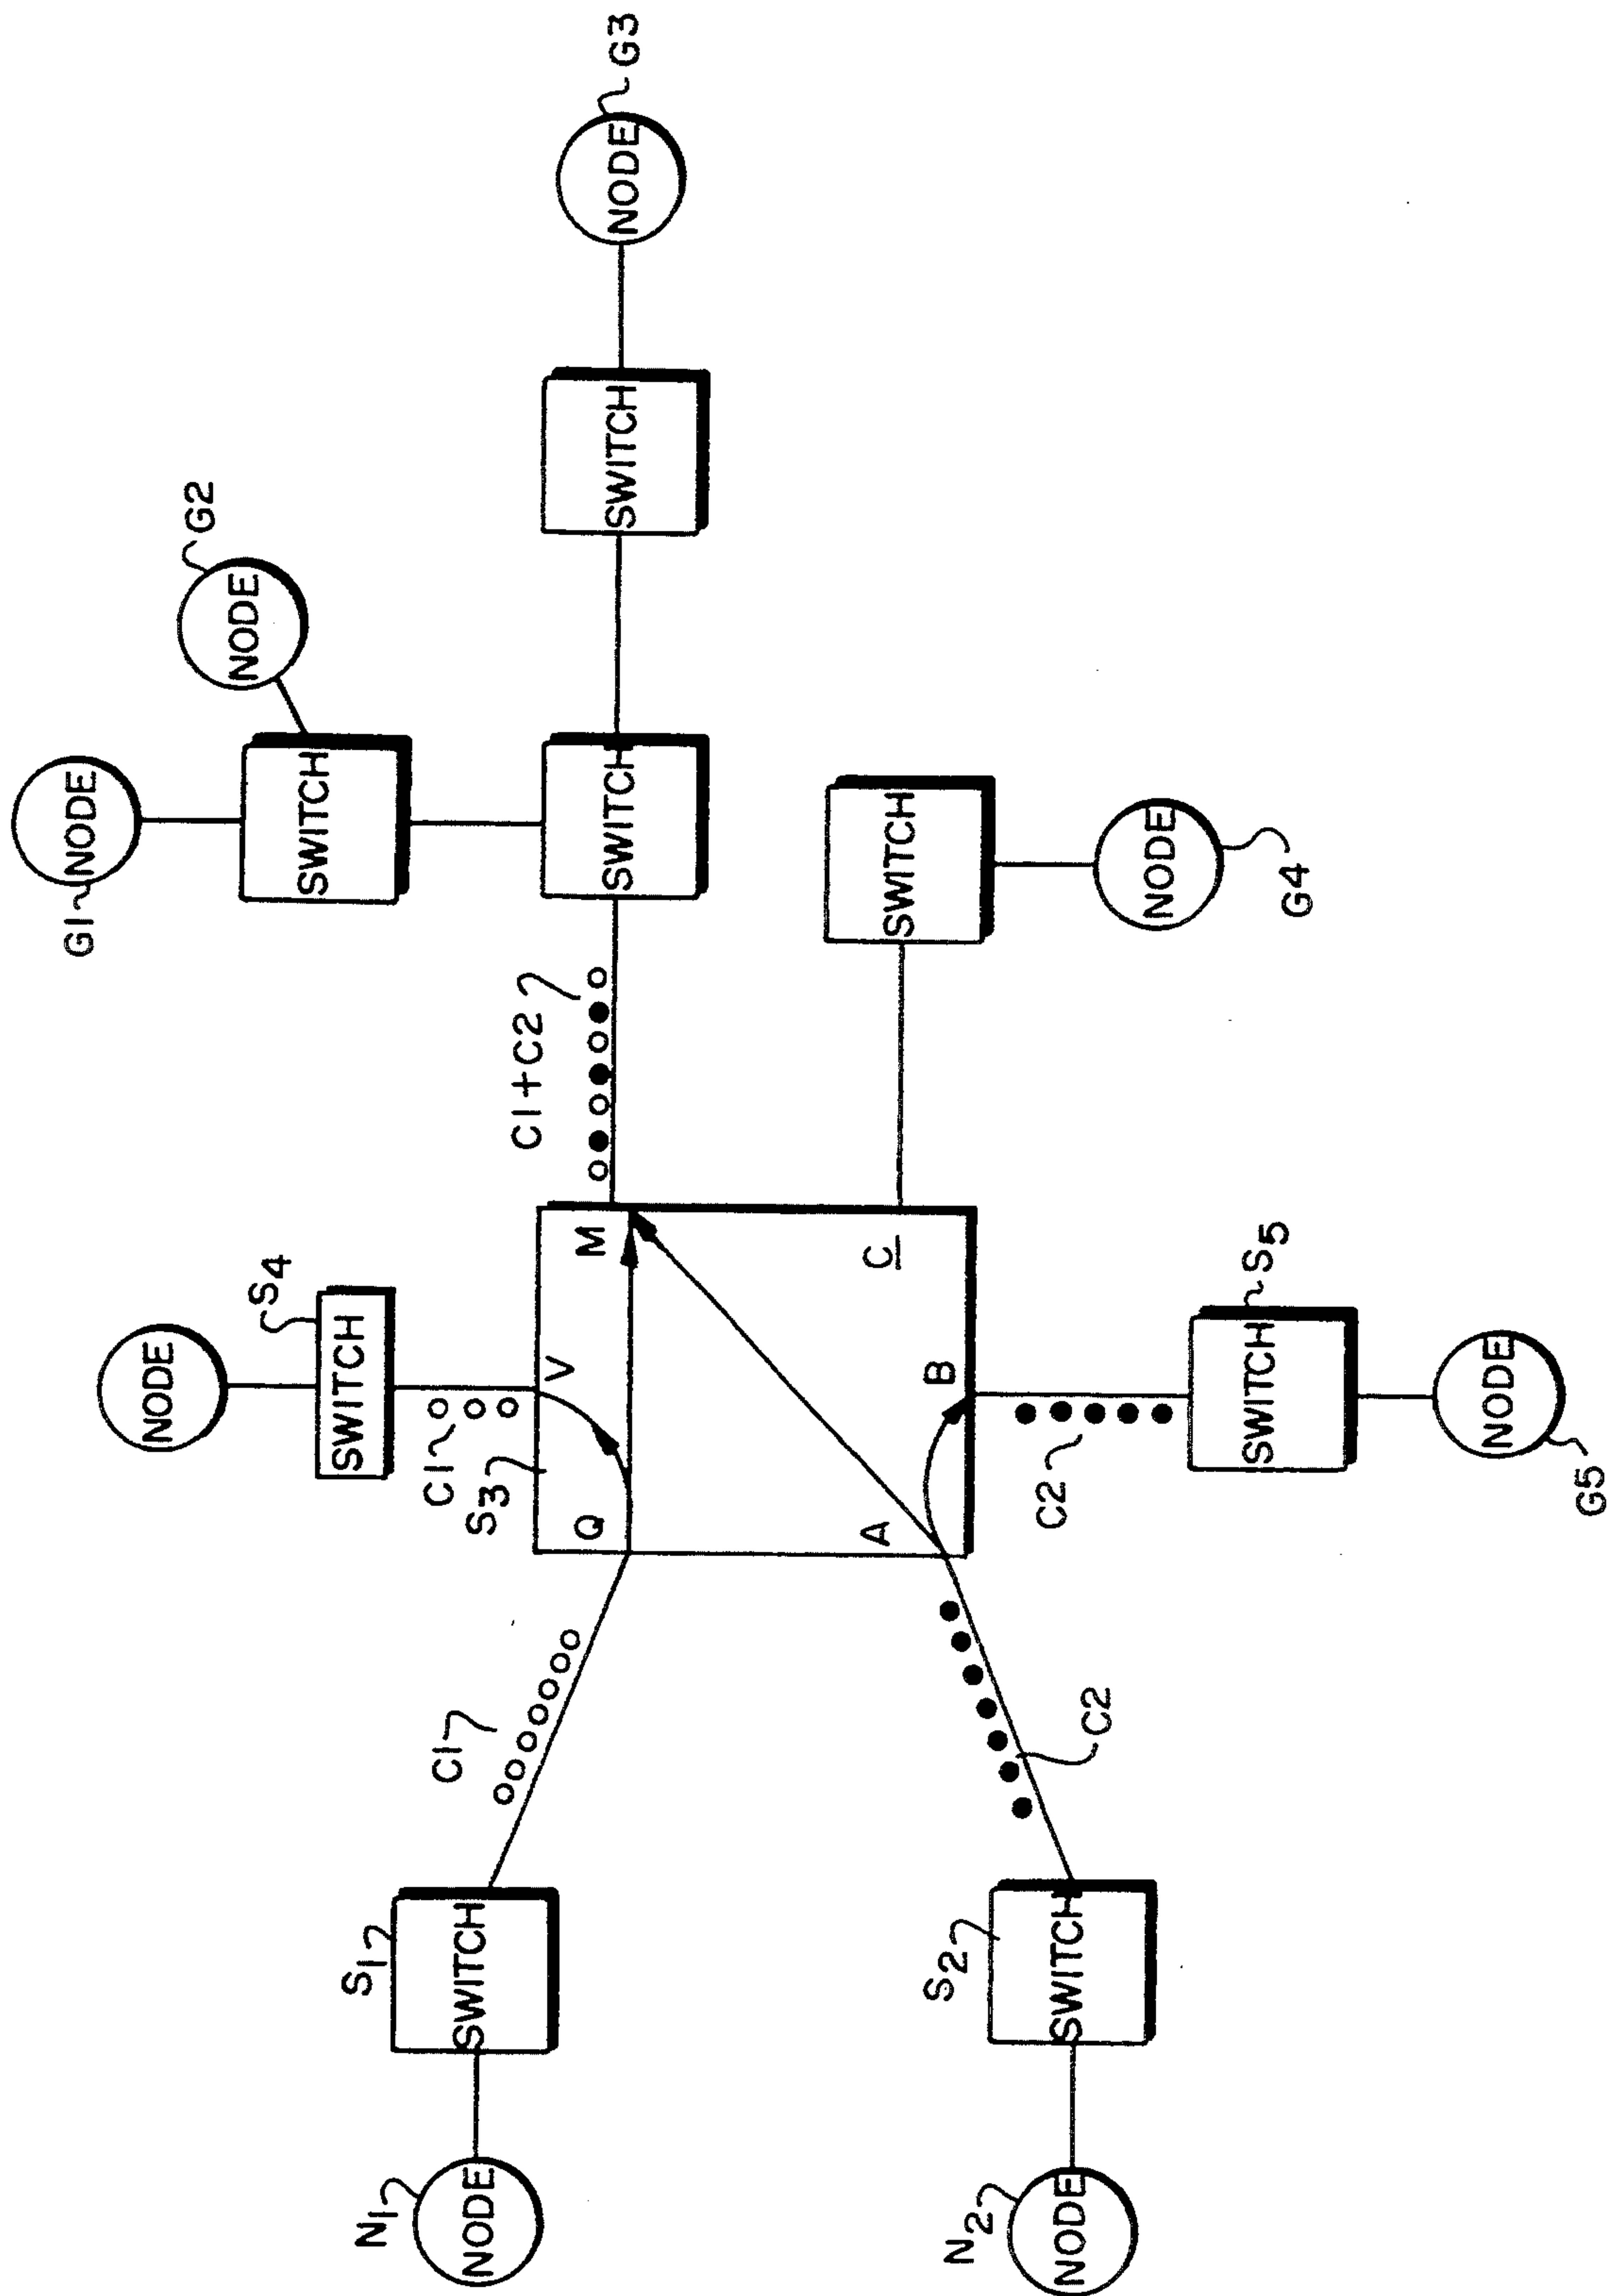 G1
NODE
G2
NODE
NODE
G3
SWITCH
SWITCH
SWITCH
NODE
S4
SWITCH
C1
C1+C2
SWITCH
NODE
G4
N1
NODE
S1
SWITCH
C1
S3
Q
V
M
A
B
C
N2
NODE
S2
SWITCH
C2
C2
S5
SWITCH
NODE
G5